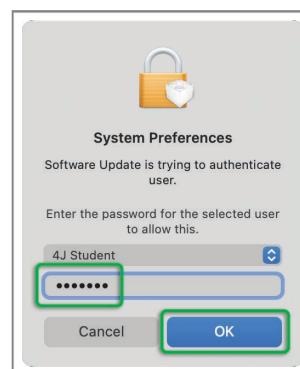 System Preferences
Software Update is trying to authenticate
user.
Enter the password for the selected user
to allow this.
4J Student
•••••••
Cancel
OK